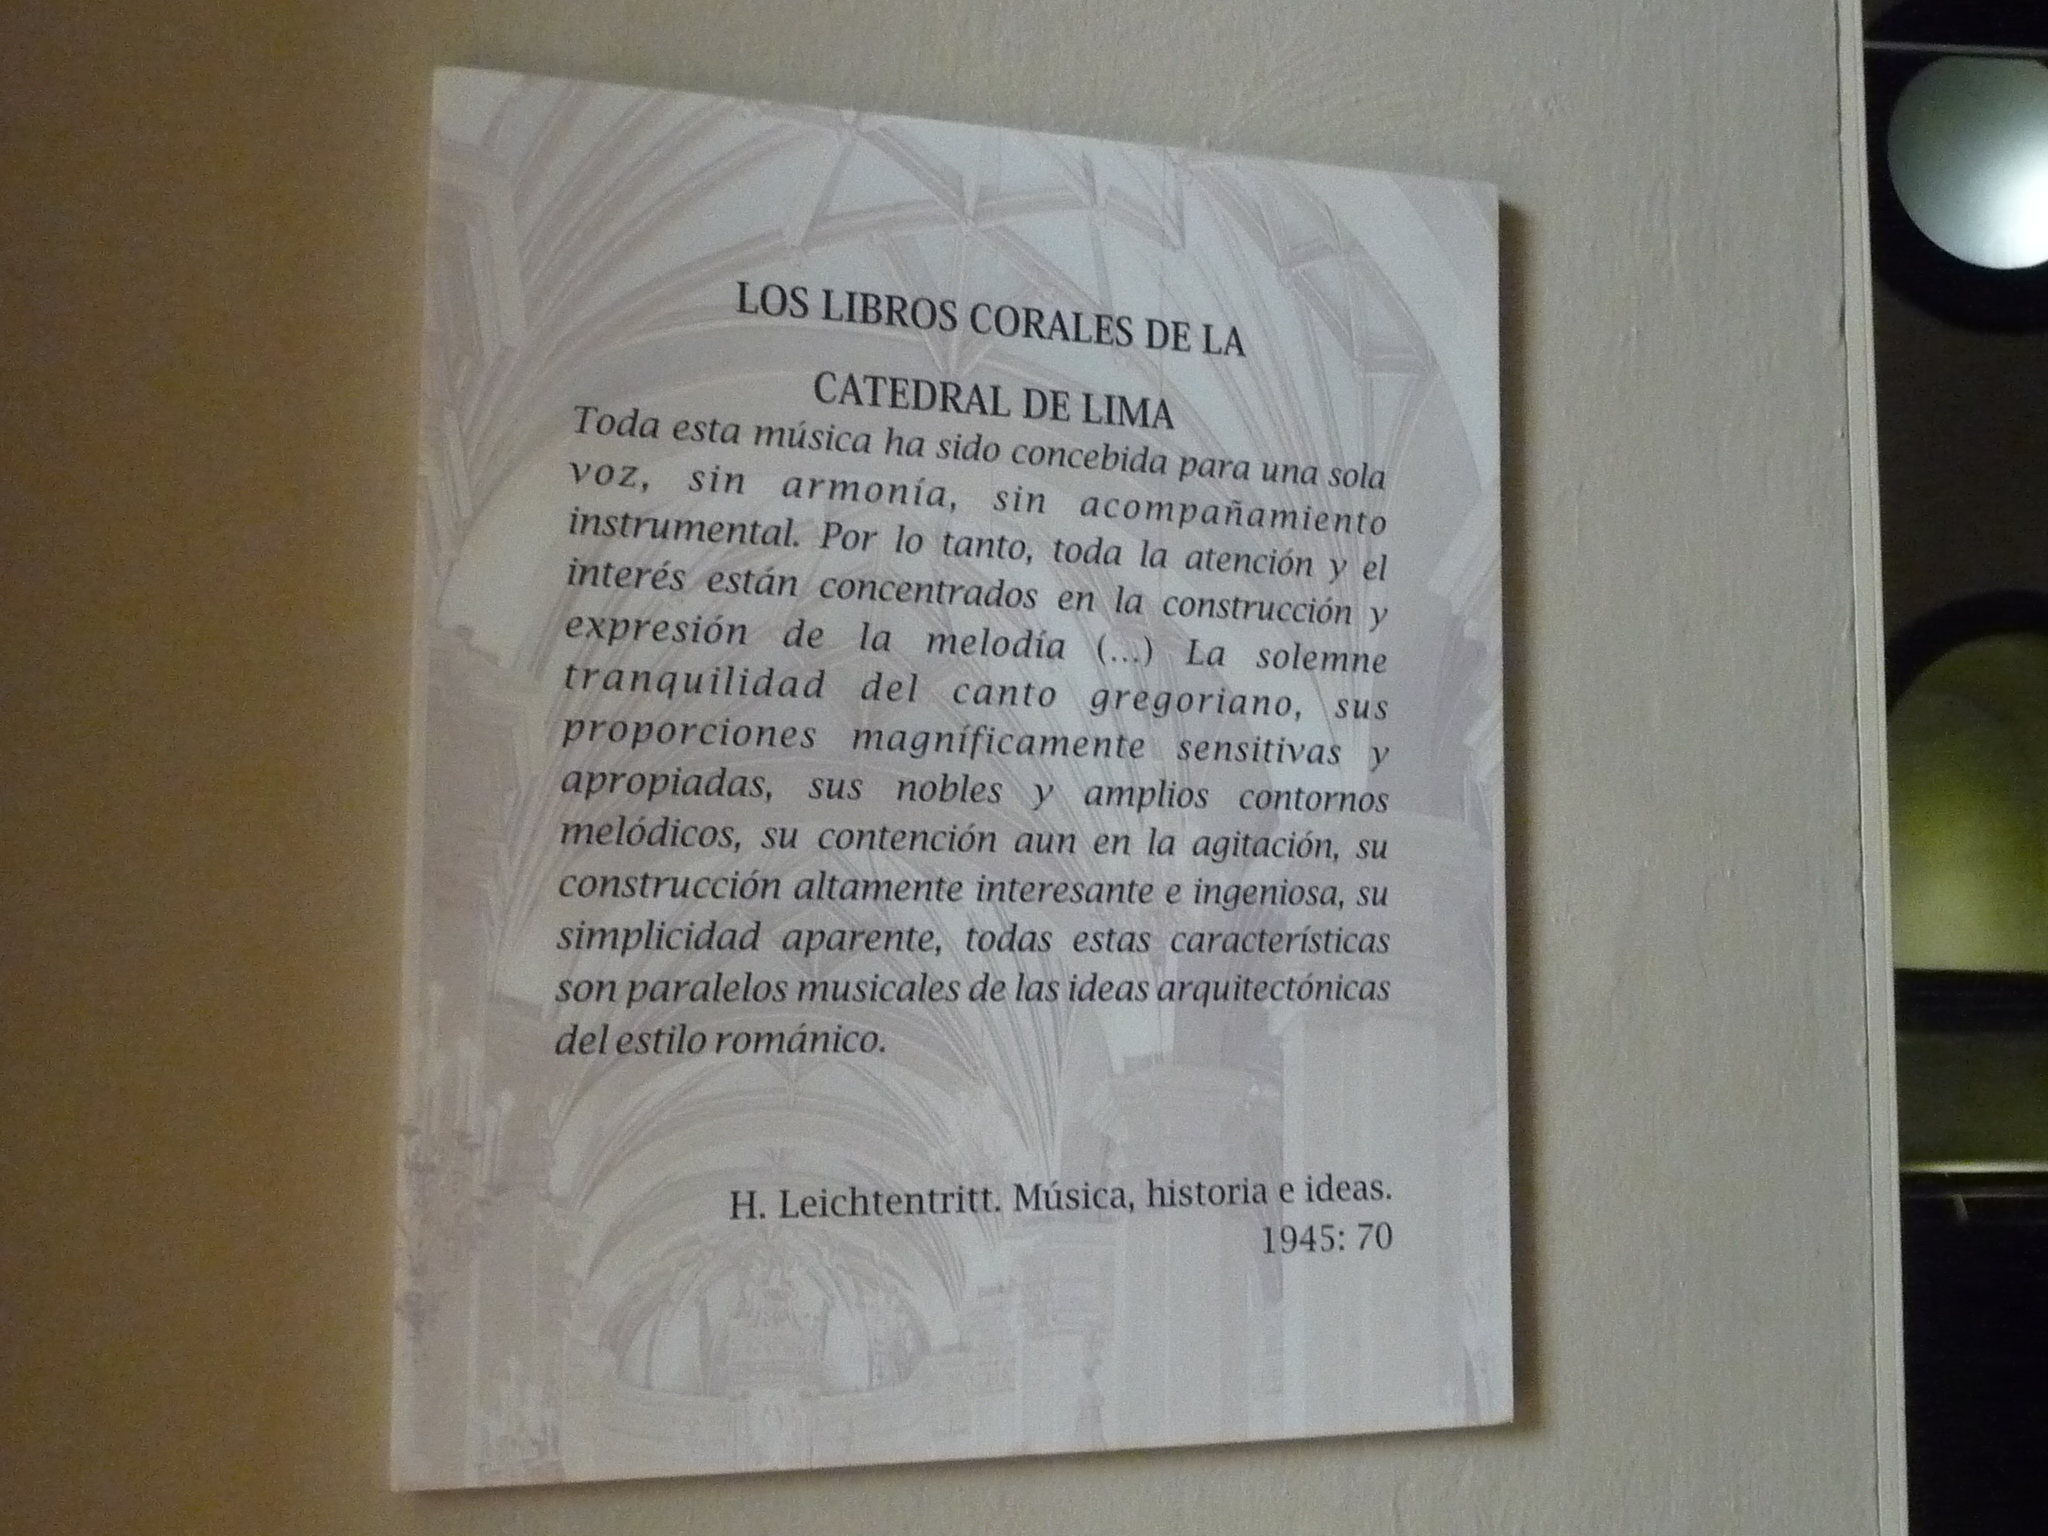 LOS LIBROS CORALES DE LA
CATEDRAL DE LIMA
Toda esta música ha sido concebida para una sola
voz, sin armonía, sin acompañamiento
instrumental. Por lo tanto, toda la atención y el
interés están concentrados en la construcción y
expresión de la melodía (...) La solemne
tranquilidad del canto gregoriano, sus
proporciones magníficamente sensitivas y
apropiadas, sus nobles y amplios contornos
melódicos, su contención aun en la agitación, su
construcción altamente interesante e ingeniosa, su
simplicidad aparente, todas estas características
son paralelos musicales de las ideas arquitectónicas
del estilo románico.
H. Leichtentritt. Música, historia e ideas.
1945: 70